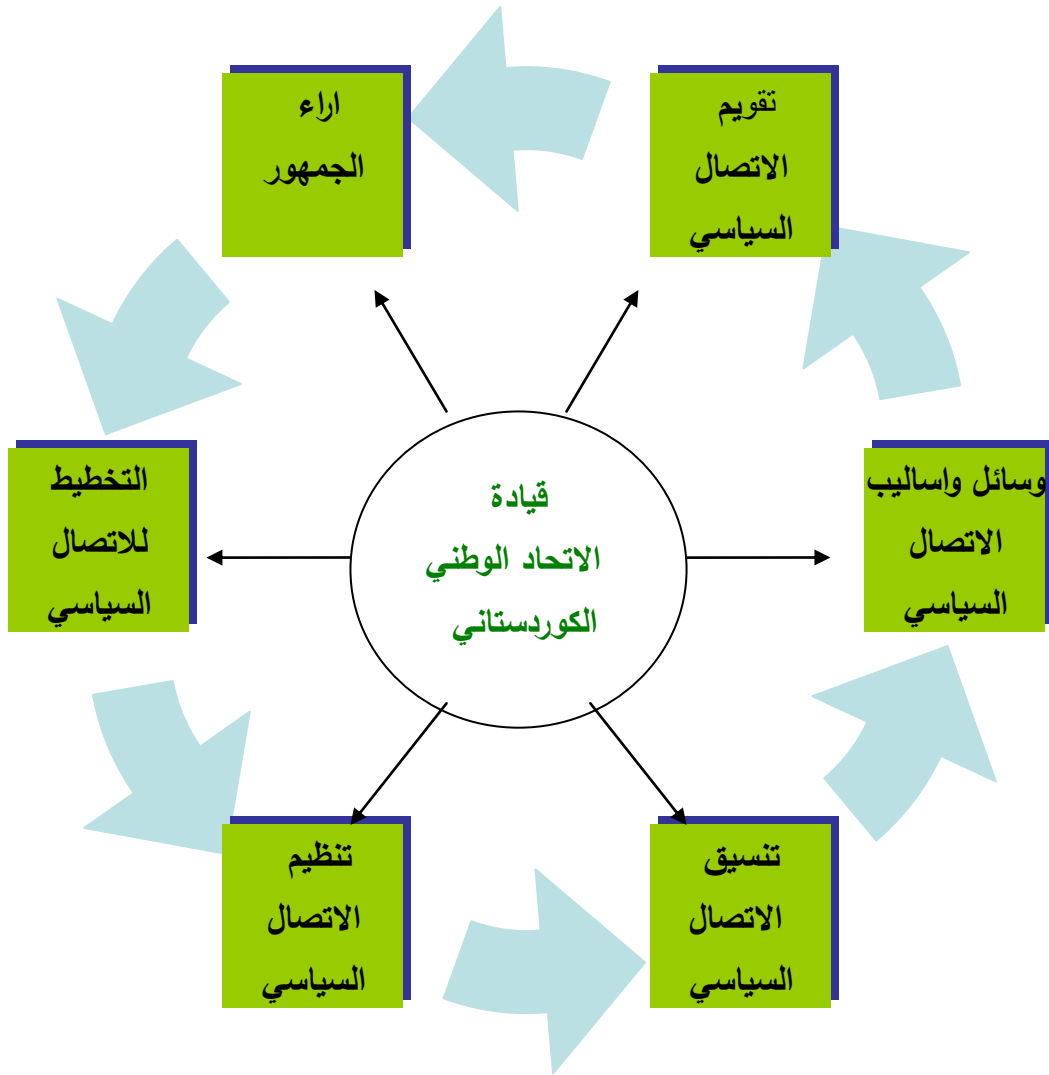 اراء
الجمهور
تقويم
الاتصال
السياسي
التخطيط
للاتصال
السياسي
قيادة
الاتحاد الوطني
الكوردستاني
وسائل واساليب
الاتصال
السياسي
تنظيم
الاتصال
السياسي
تنسيق
الاتصال
السياسي